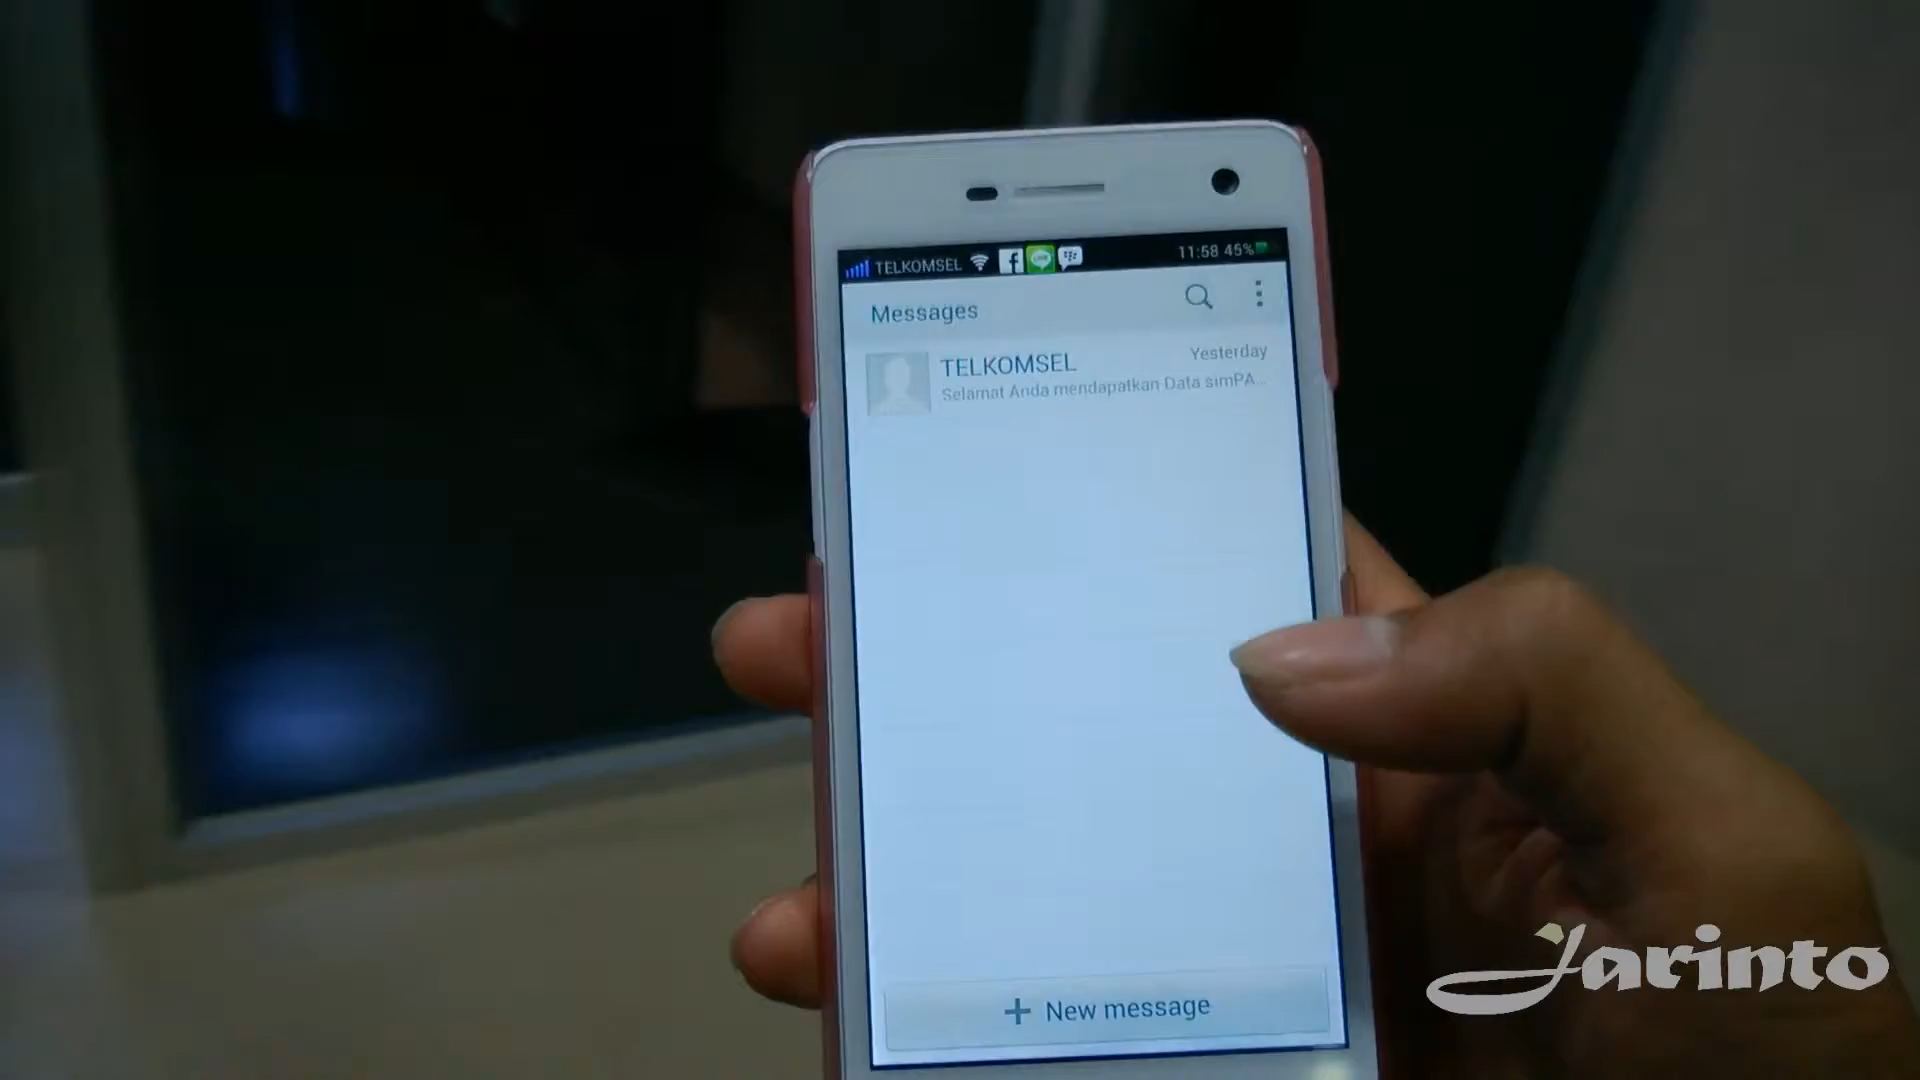 TELKOMSEL 11:58 45%
Messages
TELKOMSEL Yesterday
Selamat Anda mendapatkan Data simPA...
+ New message
Jarinto